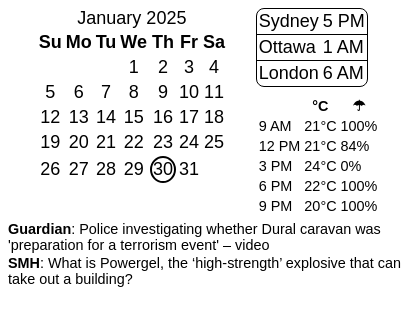 January 2025
Su Mo Tu We Th Fr Sa
1 2 3 4
5 6 7 8 9 10 11
12 13 14 15 16 17 18
19 20 21 22 23 24 25
26 27 28 29 30 31
Sydney 5 PM
Ottawa 1 AM
London 6 AM
°C ☂
9 AM 21°C 100%
12 PM 21°C 84%
3 PM 24°C 0%
6 PM 22°C 100%
9 PM 20°C 100%
Guardian: Police investigating whether Dural caravan was
'preparation for a terrorism event' – video
SMH: What is Powergel, the ‘high-strength’ explosive that can
take out a building?